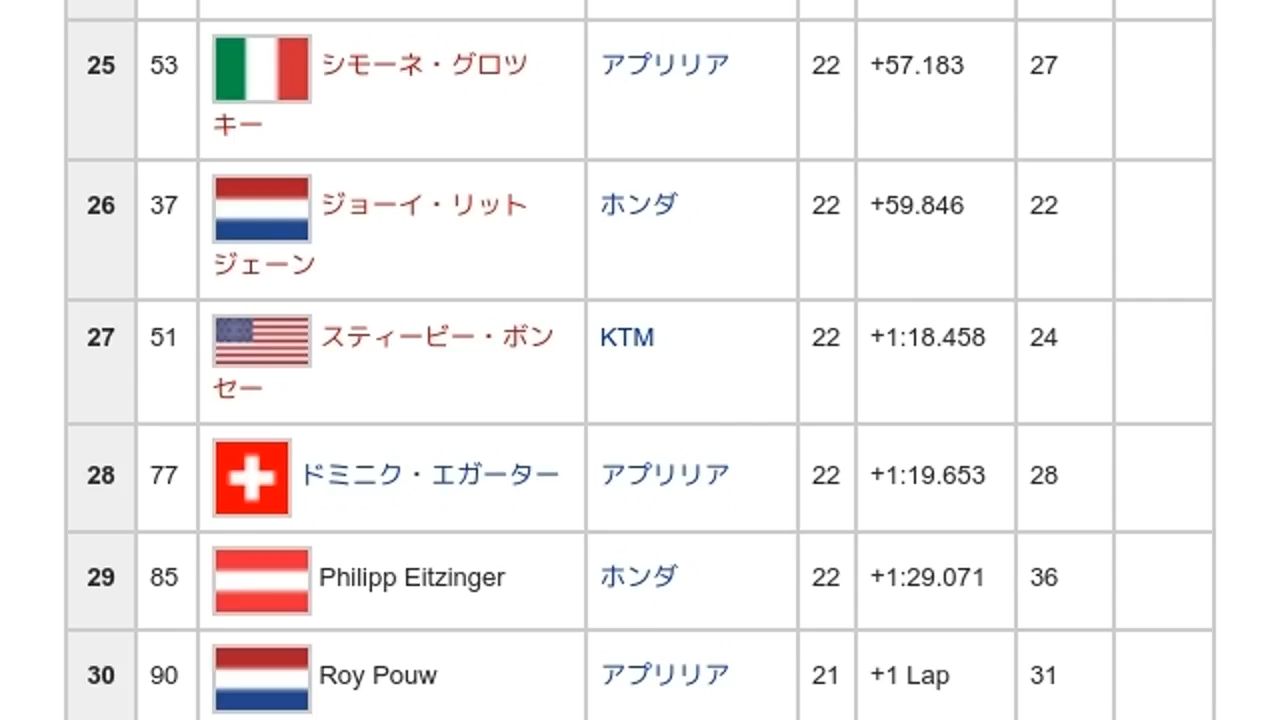 25 53 シモーネ・グロツ アプリリア 22 +57.183 27
キー
26 37 ジョーイ・リット ホンダ 22 +59.846 22
ジェーン
27 51 スティービー・ボン KTM 22 +1:18.458 24
セー
28 77 ドミニク・エガーター アプリリア 22 +1:19.653 28
29 85 Philipp Eitzinger ホンダ 22 +1:29.071 36
30 90 Roy Pouw アプリリア 21 +1 Lap 31